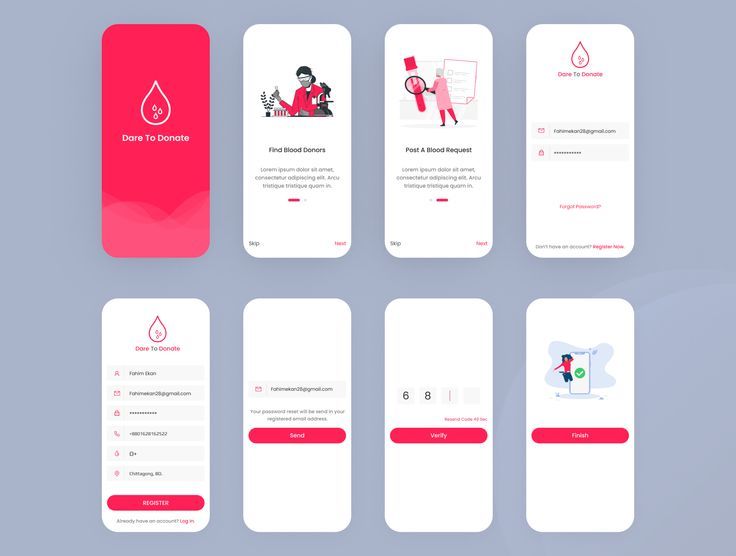 Dare To Donate
Find Blood Donors
Lorem ipsum dolor sit amet,
consectetur adipiscing elit. Arcu
tristique tristique quam in.
Skip
Next
Post A Blood Request
Lorem ipsum dolor sit amet,
consectetur adipiscing elit. Arcu
tristique tristique quam in.
Skip
Next
Dare To Donate
Fahimekan28@gmail.com
***********
Forgot Password?
Don't have an account? Register Now.
Dare To Donate
Fahim Ekan
Fahimekan28@gmail.com
***********
+8801628162522
Chittagong, BD.
REGISTER
Already have an account? Log In.
Fahimekan28@gmail.com
Your password reset will be send in your
registered email address.
Send
6 8
Resend Code 49 Sec
Verify
Finish